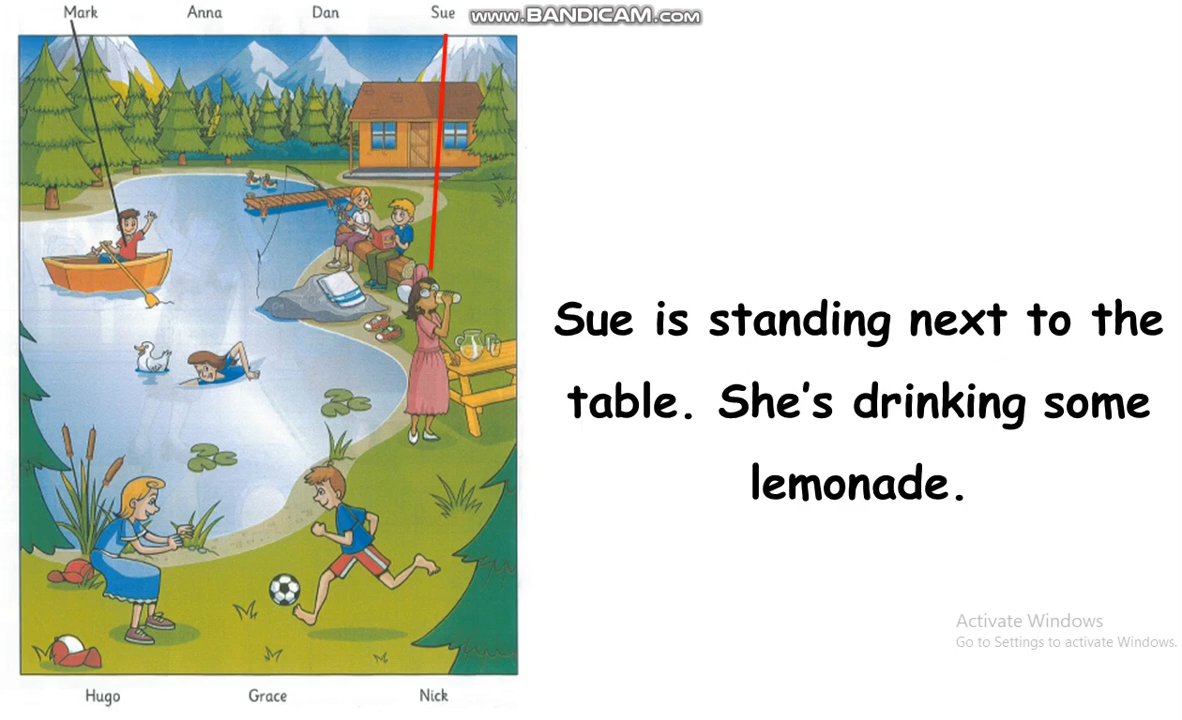 Mark Anna Dan Sue www.BANDICAM.com
Sue is standing next to the
table. She's drinking some
lemonade.
Activate Windows
Go to Settings to activate Windows.
Hugo Grace Nick